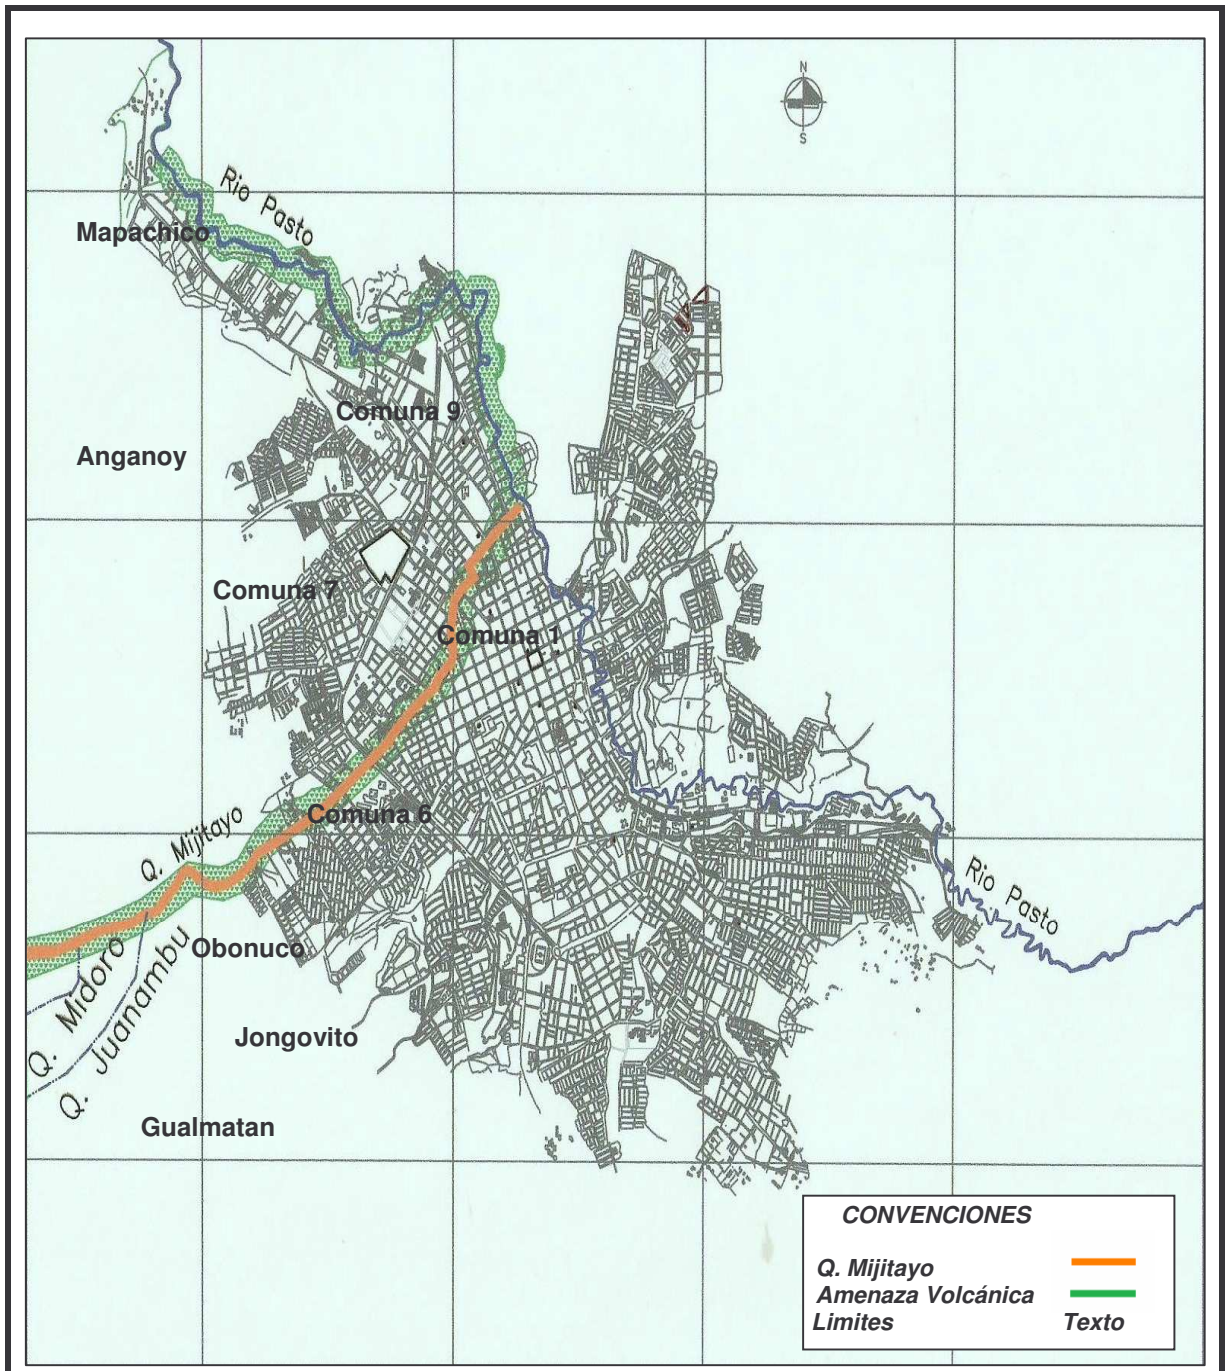 N
S
Rio Pasto
Mapachico
Comuna 9
Anganoy
Comuna 7
Comuna 1
Comuna 6
Q. Mijitayo
Rio Pasto
Obonuco
Q. Midoro
Q. Juanambu
Jongovito
Gualmatan
CONVENCIONES
Q. Mijitayo
Amenaza Volcánica
Limites Texto